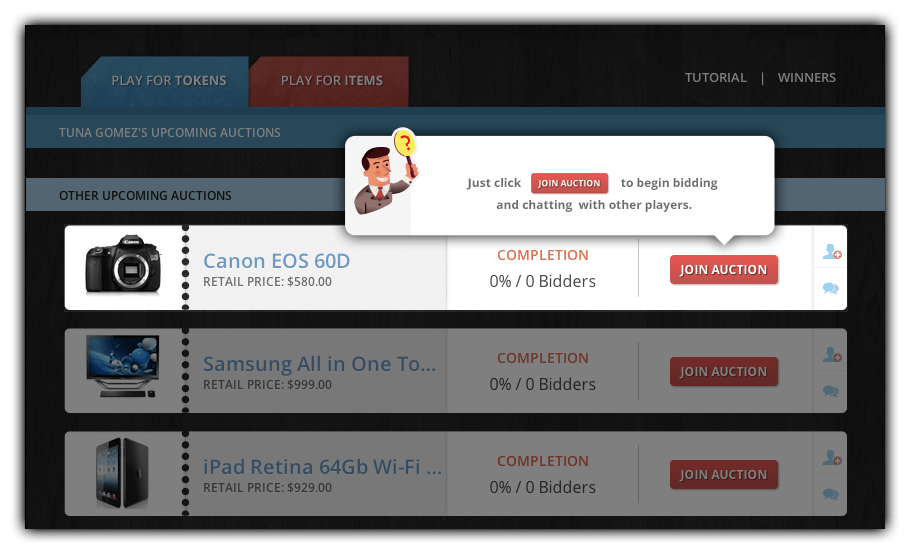 PLAY FOR TOKENS
PLAY FOR ITEMS
TUTORIAL | WINNERS
TUNA GOMEZ'S UPCOMING AUCTIONS
?
Just click JOIN AUCTION to begin bidding
and chatting with other players.
OTHER UPCOMING AUCTIONS
Canon
Canon EOS 60D
RETAIL PRICE: $580.00
COMPLETION
0% / 0 Bidders
JOIN AUCTION
Samsung All in One To...
RETAIL PRICE: $999.00
COMPLETION
0% / 0 Bidders
JOIN AUCTION
iPad Retina 64Gb Wi-Fi ...
RETAIL PRICE: $929.00
COMPLETION
0% / 0 Bidders
JOIN AUCTION